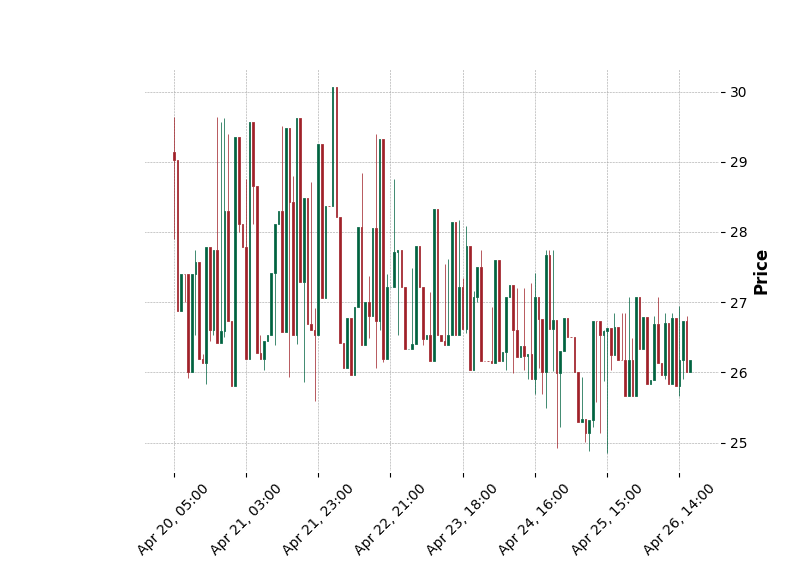 30
29
28
27
26
25
Price
Apr 20, 05:00
Apr 21, 03:00
Apr 21, 23:00
Apr 22, 21:00
Apr 23, 18:00
Apr 24, 16:00
Apr 25, 15:00
Apr 26, 14:00